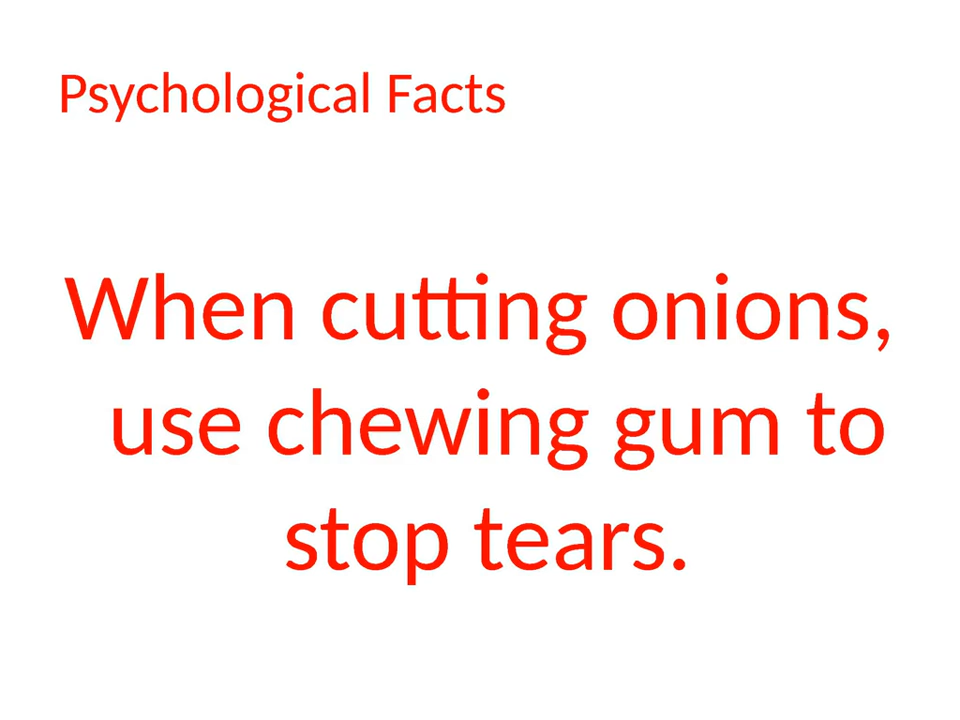 Psychological Facts
When cutting onions,
use chewing gum to
stop tears.